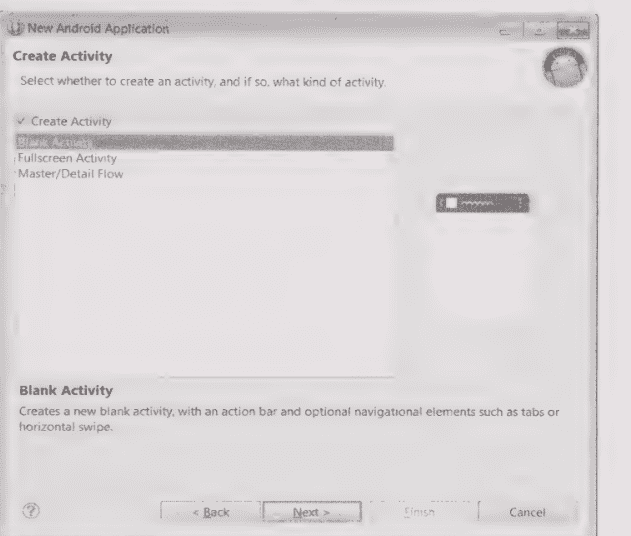 New Android Application
Create Activity
Select whether to create an activity, and if so, what kind of activity.
Create Activity
Blank Activity
Fullscreen Activity
Master/Detail Flow
Blank Activity
Creates a new blank activity, with an action bar and optional navigational elements such as tabs or
horizontal swipe.
< Back
Next >
Finish
Cancel